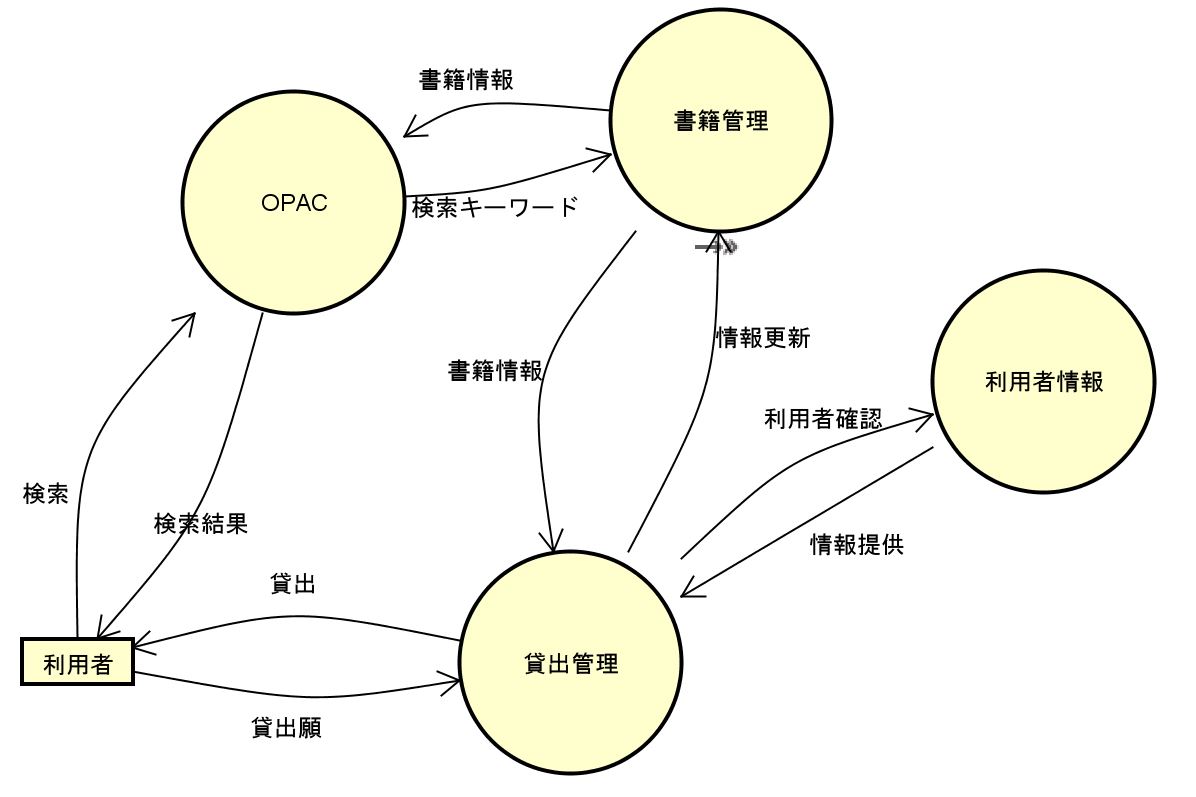 書籍情報
書籍管理
OPAC
検索キーワード
情報更新
書籍情報
利用者情報
利用者確認
検索
検索結果
情報提供
貸出
利用者
貸出管理
貸出願